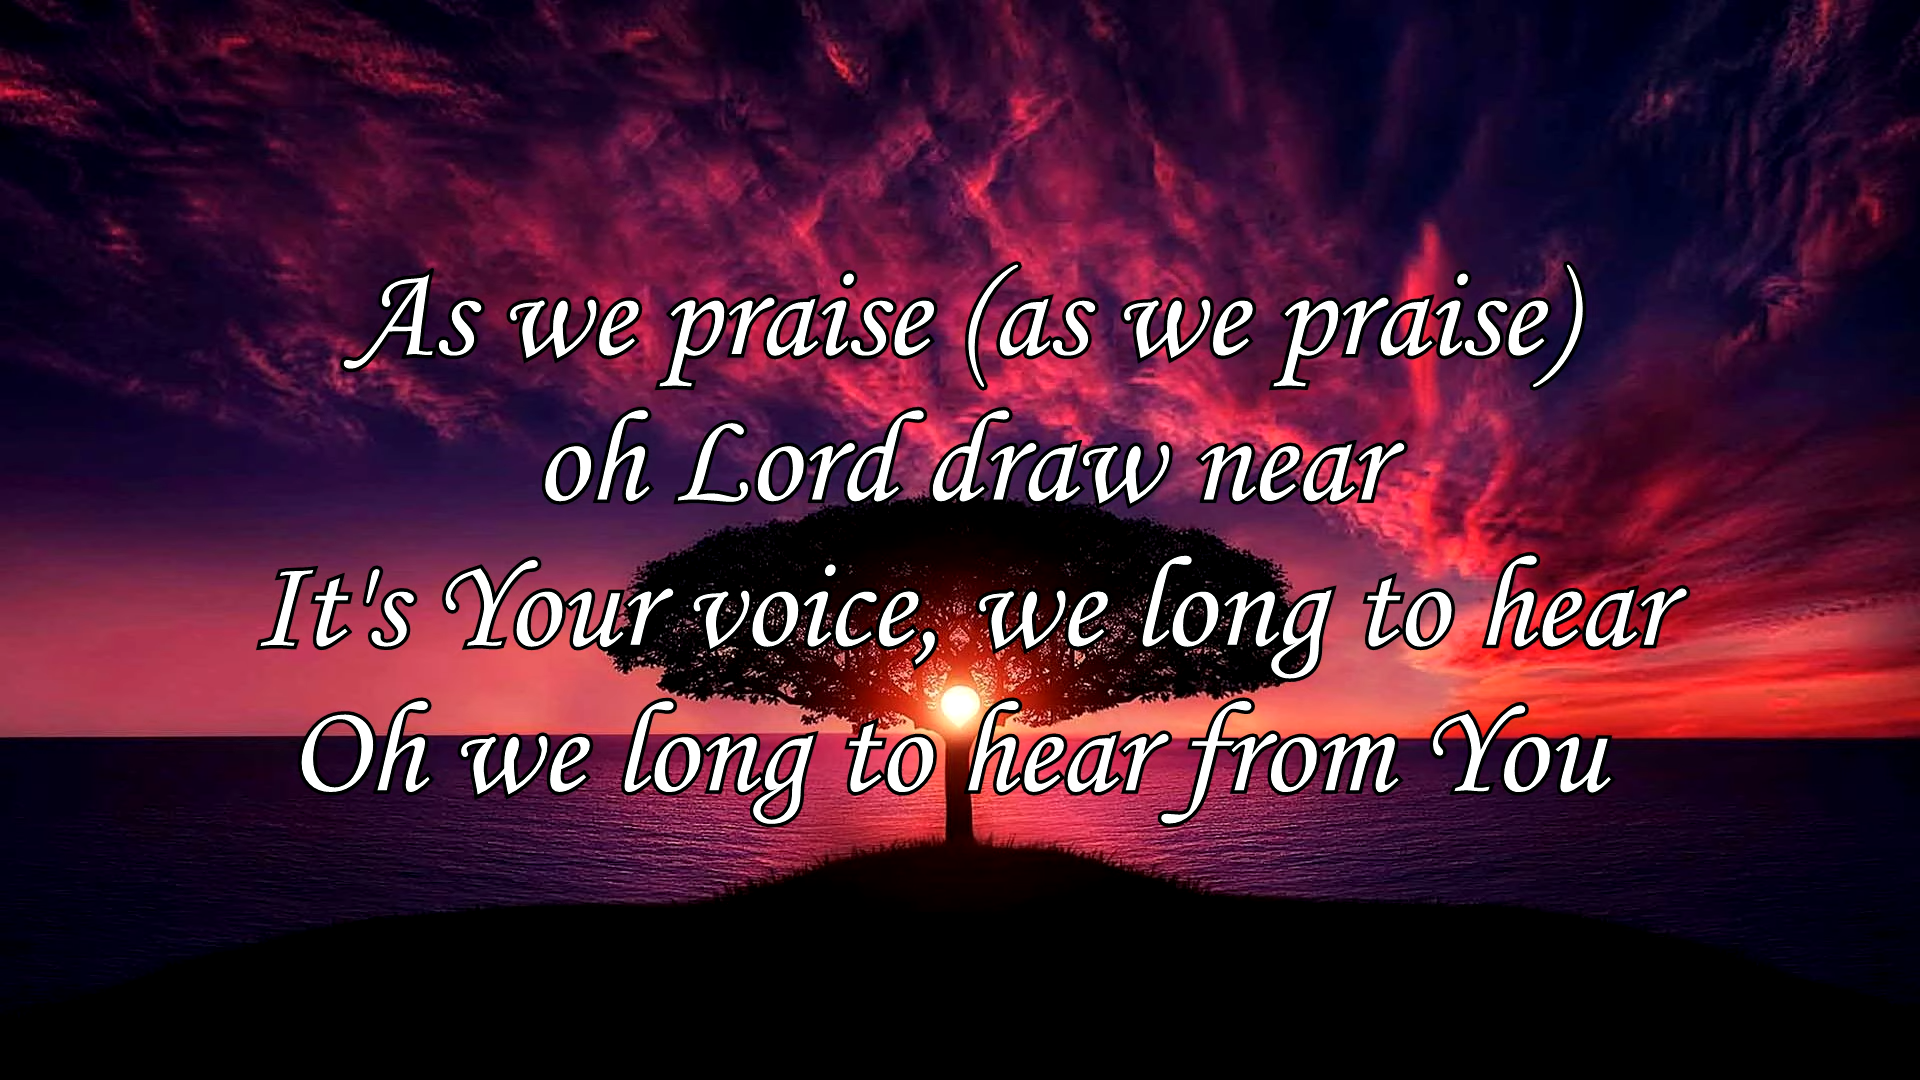 As we praise (as we praise)
oh Lord draw near
It's Your voice, we long to hear
Oh we long to hear from You